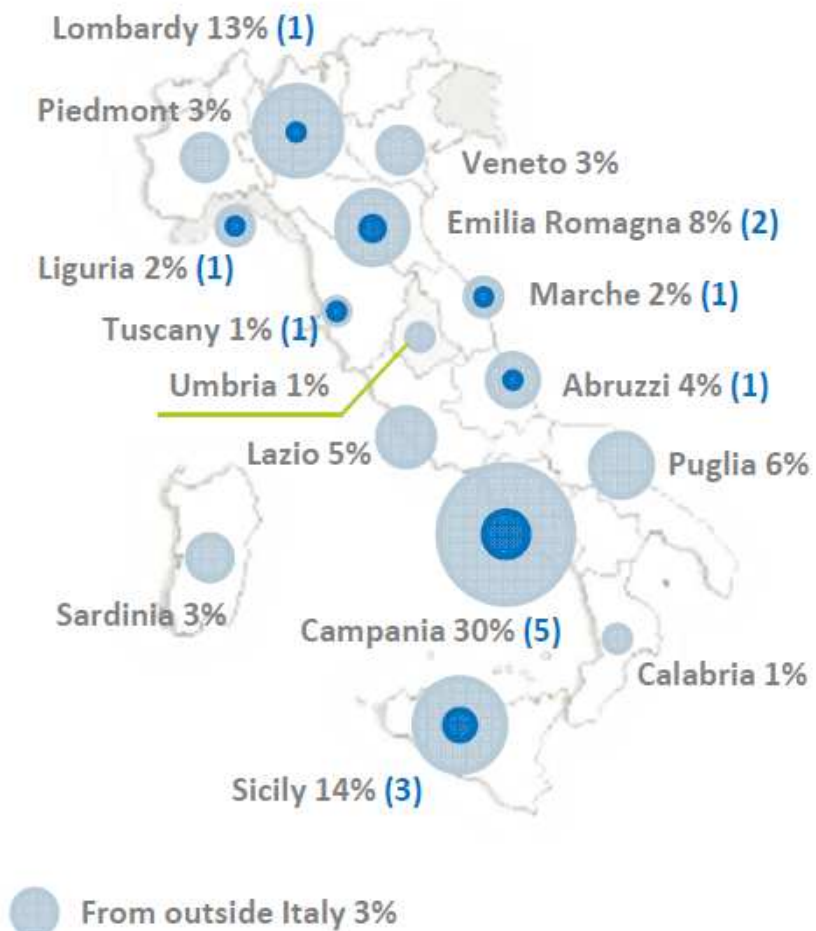 Lombardy 13% (1)
Piedmont 3%
Veneto 3%
Emilia Romagna 8% (2)
Liguria 2% (1)
Marche 2% (1)
Tuscany 1% (1)
Umbria 1%
Abruzzi 4% (1)
Lazio 5%
Puglia 6%
Sardinia 3%
Campania 30% (5)
Calabria 1%
Sicily 14% (3)
From outside Italy 3%